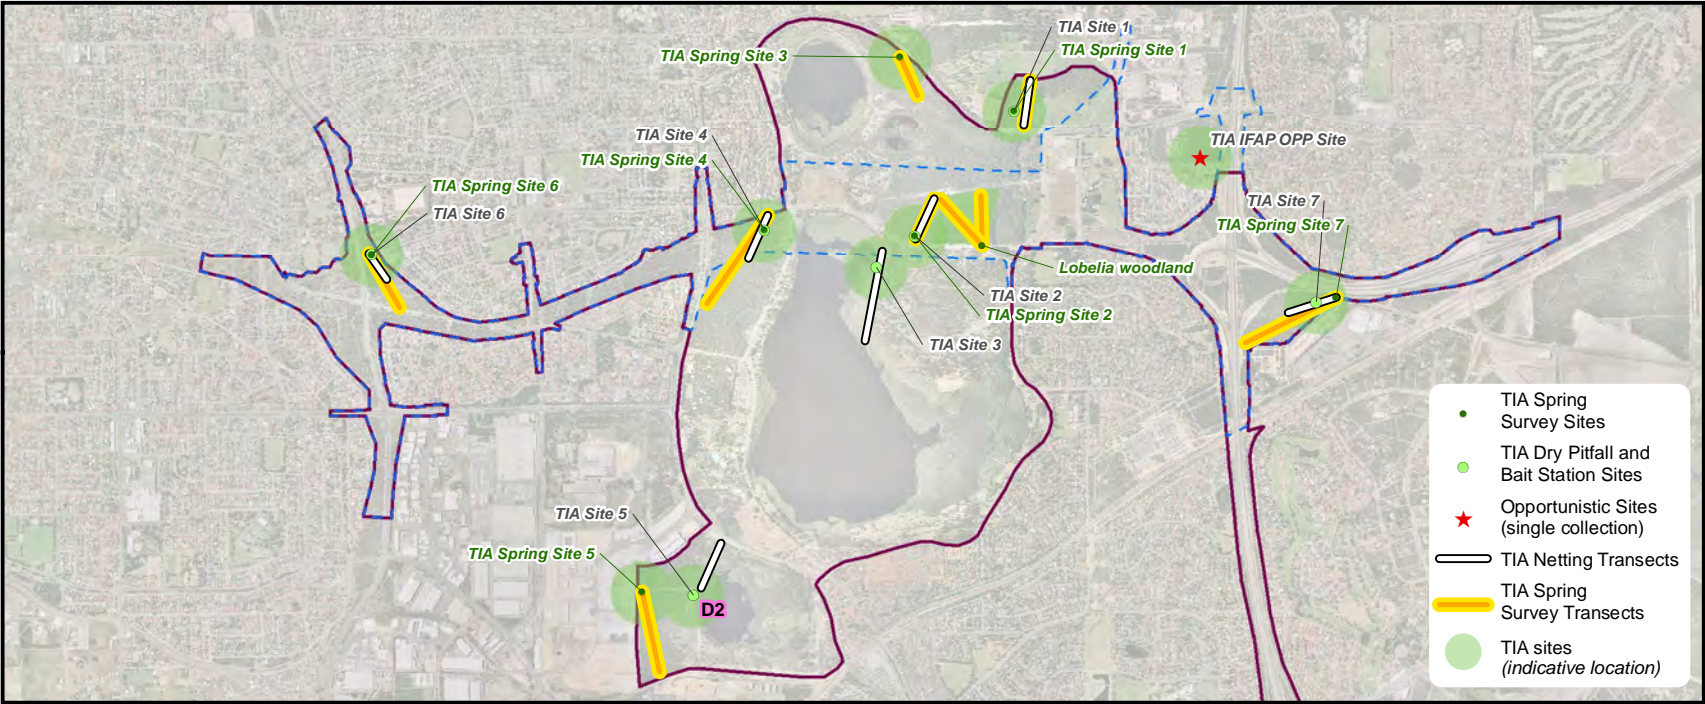 TIA Site 1
TIA Spring Site 1
TIA Spring Site 3
TIA Site 4
TIA Spring Site 4
TIA IFAP OPP Site
TIA Spring Site 6
TIA Site 6
TIA Site 7
TIA Spring Site 7
Lobelia woodland
TIA Site 2
TIA Spring Site 2
TIA Site 3
TIA Site 5
TIA Spring Site 5
D2
TIA Spring
Survey Sites
TIA Dry Pitfall and
Bait Station Sites
Opportunistic Sites
(single collection)
TIA Netting Transects
TIA Spring
Survey Transects
TIA sites
(indicative location)